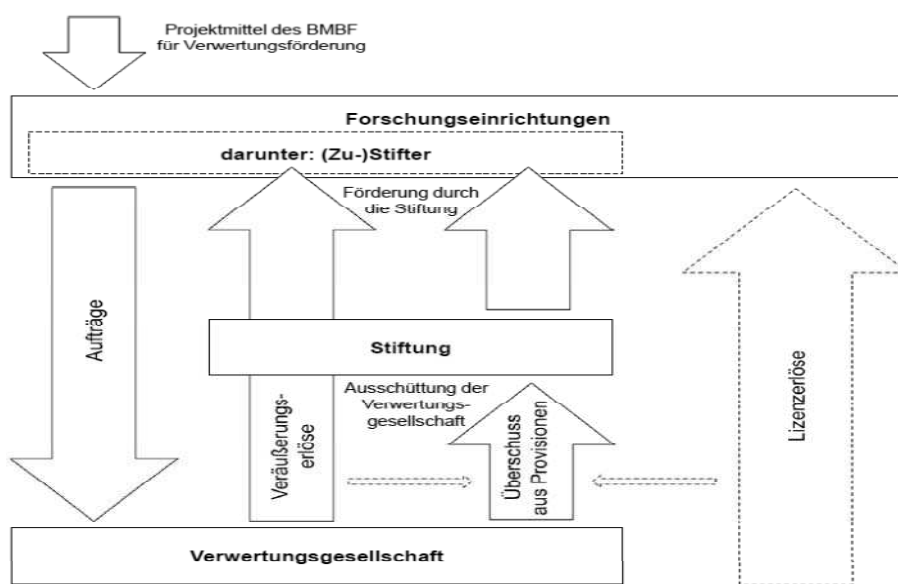 Projektmittel des BMBF
für Verwertungsförderung
Forschungseinrichtungen
darunter: (Zu-)Stifter
Förderung durch
die Stiftung
Aufträge
Stiftung
Ausschüttung der
Verwertungs-
gesellschaft
Veräußerungs-
erlöse
Überschuss
aus Provisionen
Lizenzerlöse
Verwertungsgesellschaft